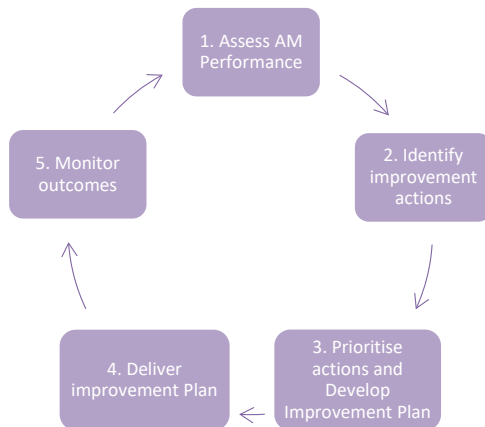 1. Assess AM
Performance
2. Identify
improvement
actions
3. Prioritise
actions and
Develop
Improvement Plan
4. Deliver
improvement Plan
5. Monitor
outcomes